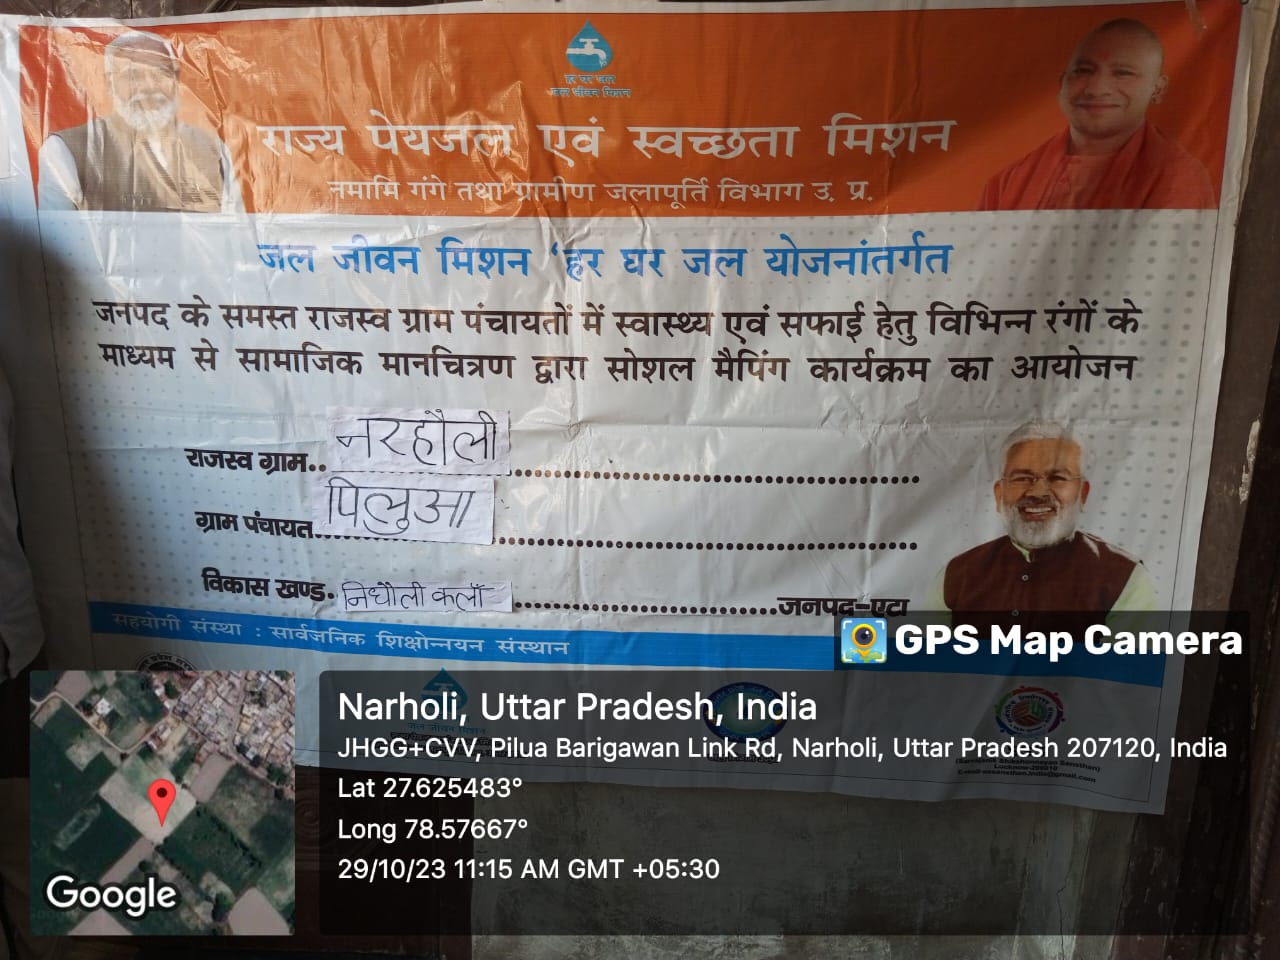 हर घर जल
जल जीवन मिशन
राज्य पेयजल एवं स्वच्छता मिशन
नमामि गंगे तथा ग्रामीण जलापूर्ति विभाग उ. प्र.
जल जीवन मिशन ‘हर घर जल योजनांतर्गत
जनपद के समस्त राजस्व ग्राम पंचायतों में स्वास्थ्य एवं सफाई हेतु विभिन्न रंगों के
माध्यम से सामाजिक मानचित्रण द्वारा सोशल मैपिंग कार्यक्रम का आयोजन
राजस्व ग्राम.. नरहौली
ग्राम पंचायत.. पिलुआ
विकास खण्ड. निधौली कलाँ ..........जनपद-एटा
सहयोगी संस्था : सार्वजनिक शिक्षोन्नयन संस्थान
GPS Map Camera
Narholi, Uttar Pradesh, India
JHGG+CVV, Pilua Barigawan Link Rd, Narholi, Uttar Pradesh 207120, India
(Sarvajanik Shikshonnayan Sansthan)
Lat 27.625483°
Long 78.57667°
29/10/23 11:15 AM GMT +05:30
Google